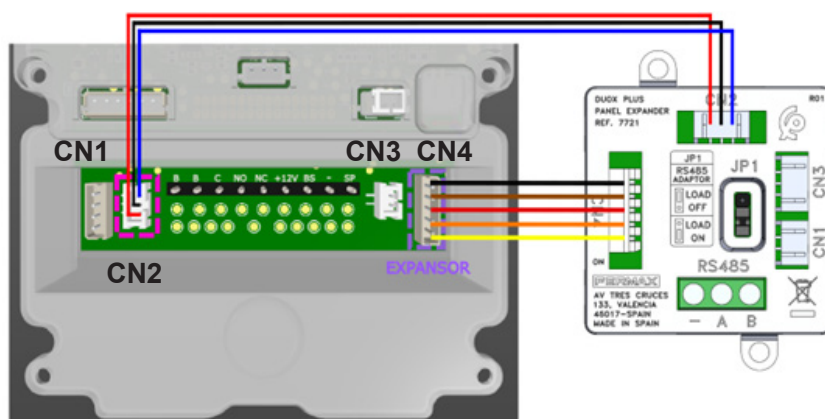 DUOX PLUS
PANEL EXPANDER
REF. 7721
R01
CN2
CN1
CN3
CN4
B B C NO NC +12V BS - SP
JP1
RS485
ADAPTOR
LOAD
OFF
LOAD
ON
JP1
CN3
CN1
CN2
EXPANSOR
ON
RS485
- A B
FERMAX
AV TRES CRUCES
133, VALENCIA
46017-SPAIN
MADE IN SPAIN